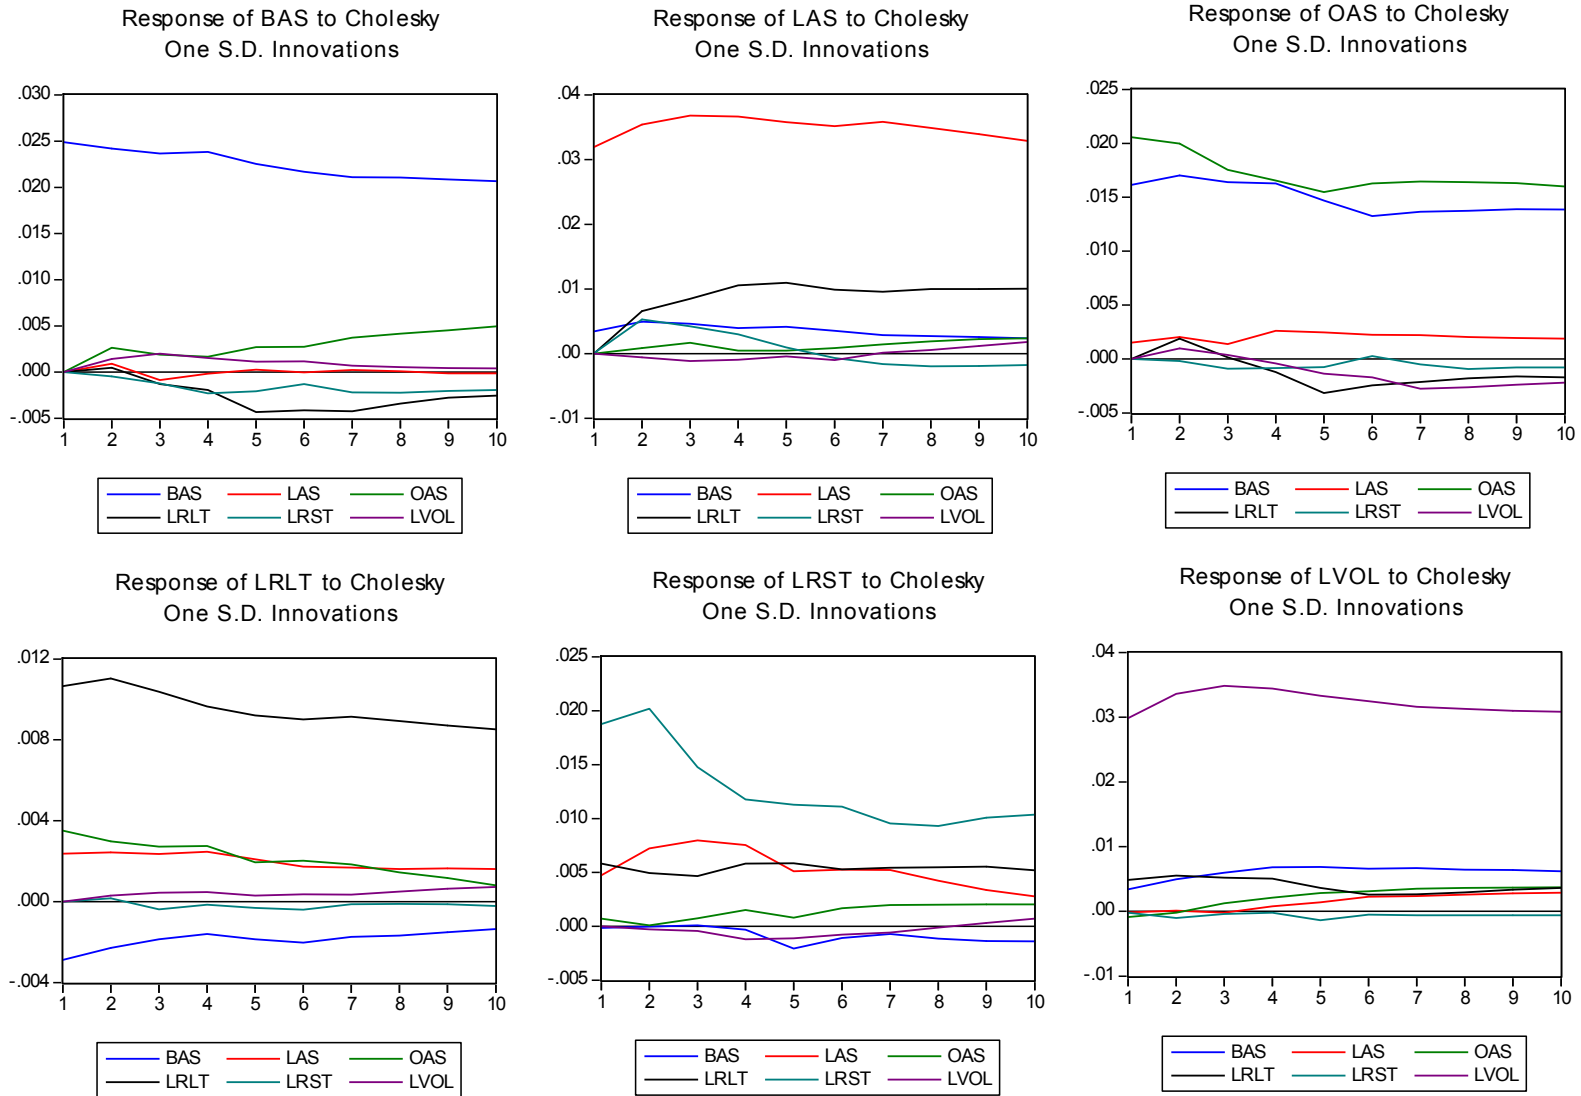 Response of BAS to Cholesky
One S.D. Innovations
.030
.025
.020
.015
.010
.005
.000
-.005
1 2 3 4 5 6 7 8 9 10
BAS LAS OAS
LRLT LRST LVOL
Response of LAS to Cholesky
One S.D. Innovations
.04
.03
.02
.01
.00
-.01
1 2 3 4 5 6 7 8 9 10
BAS LAS OAS
LRLT LRST LVOL
Response of OAS to Cholesky
One S.D. Innovations
.025
.020
.015
.010
.005
.000
-.005
1 2 3 4 5 6 7 8 9 10
BAS LAS OAS
LRLT LRST LVOL
Response of LRLT to Cholesky
One S.D. Innovations
.012
.008
.004
.000
-.004
1 2 3 4 5 6 7 8 9 10
BAS LAS OAS
LRLT LRST LVOL
Response of LRST to Cholesky
One S.D. Innovations
.025
.020
.015
.010
.005
.000
-.005
1 2 3 4 5 6 7 8 9 10
BAS LAS OAS
LRLT LRST LVOL
Response of LVOL to Cholesky
One S.D. Innovations
.04
.03
.02
.01
.00
-.01
1 2 3 4 5 6 7 8 9 10
BAS LAS OAS
LRLT LRST LVOL